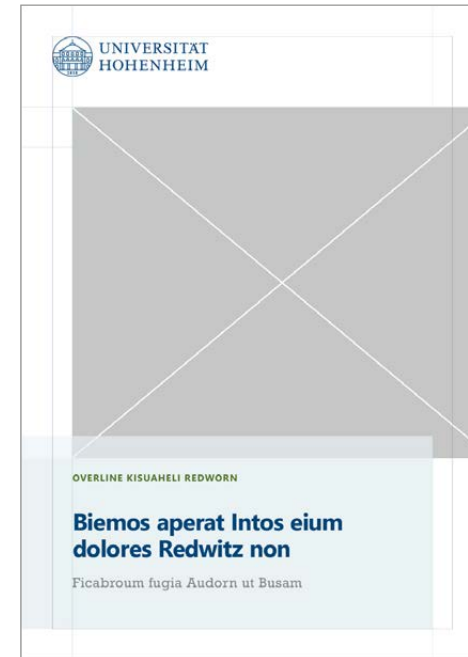 UNIVERSITÄT
HOHENHEIM
OVERLINE KISUAHELI REDWORN
Biemos aperat Intos eium
dolores Redwitz non
Ficabroum fugia Audorn ut Busam